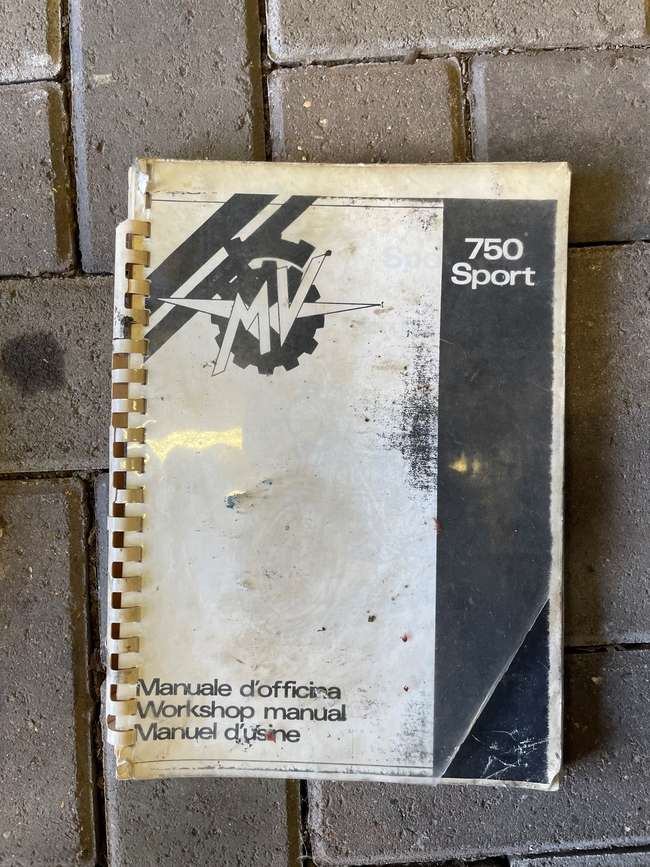 MV
750
Sport
Manuale d'officina
Workshop manual
Manuel d'usine